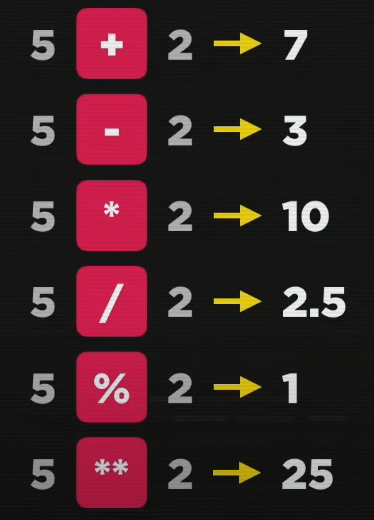 5 + 2 → 7
5 - 2 → 3
5 * 2 → 10
5 / 2 → 2.5
5 % 2 → 1
5 ** 2 → 25